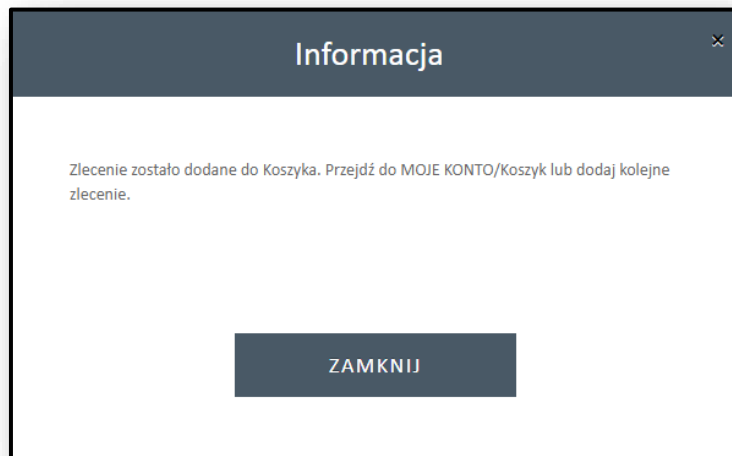 Informacja
×
Zlecenie zostało dodane do Koszyka. Przejdź do MOJE KONTO/Koszyk lub dodaj kolejne
zlecenie.
ZAMKNIJ